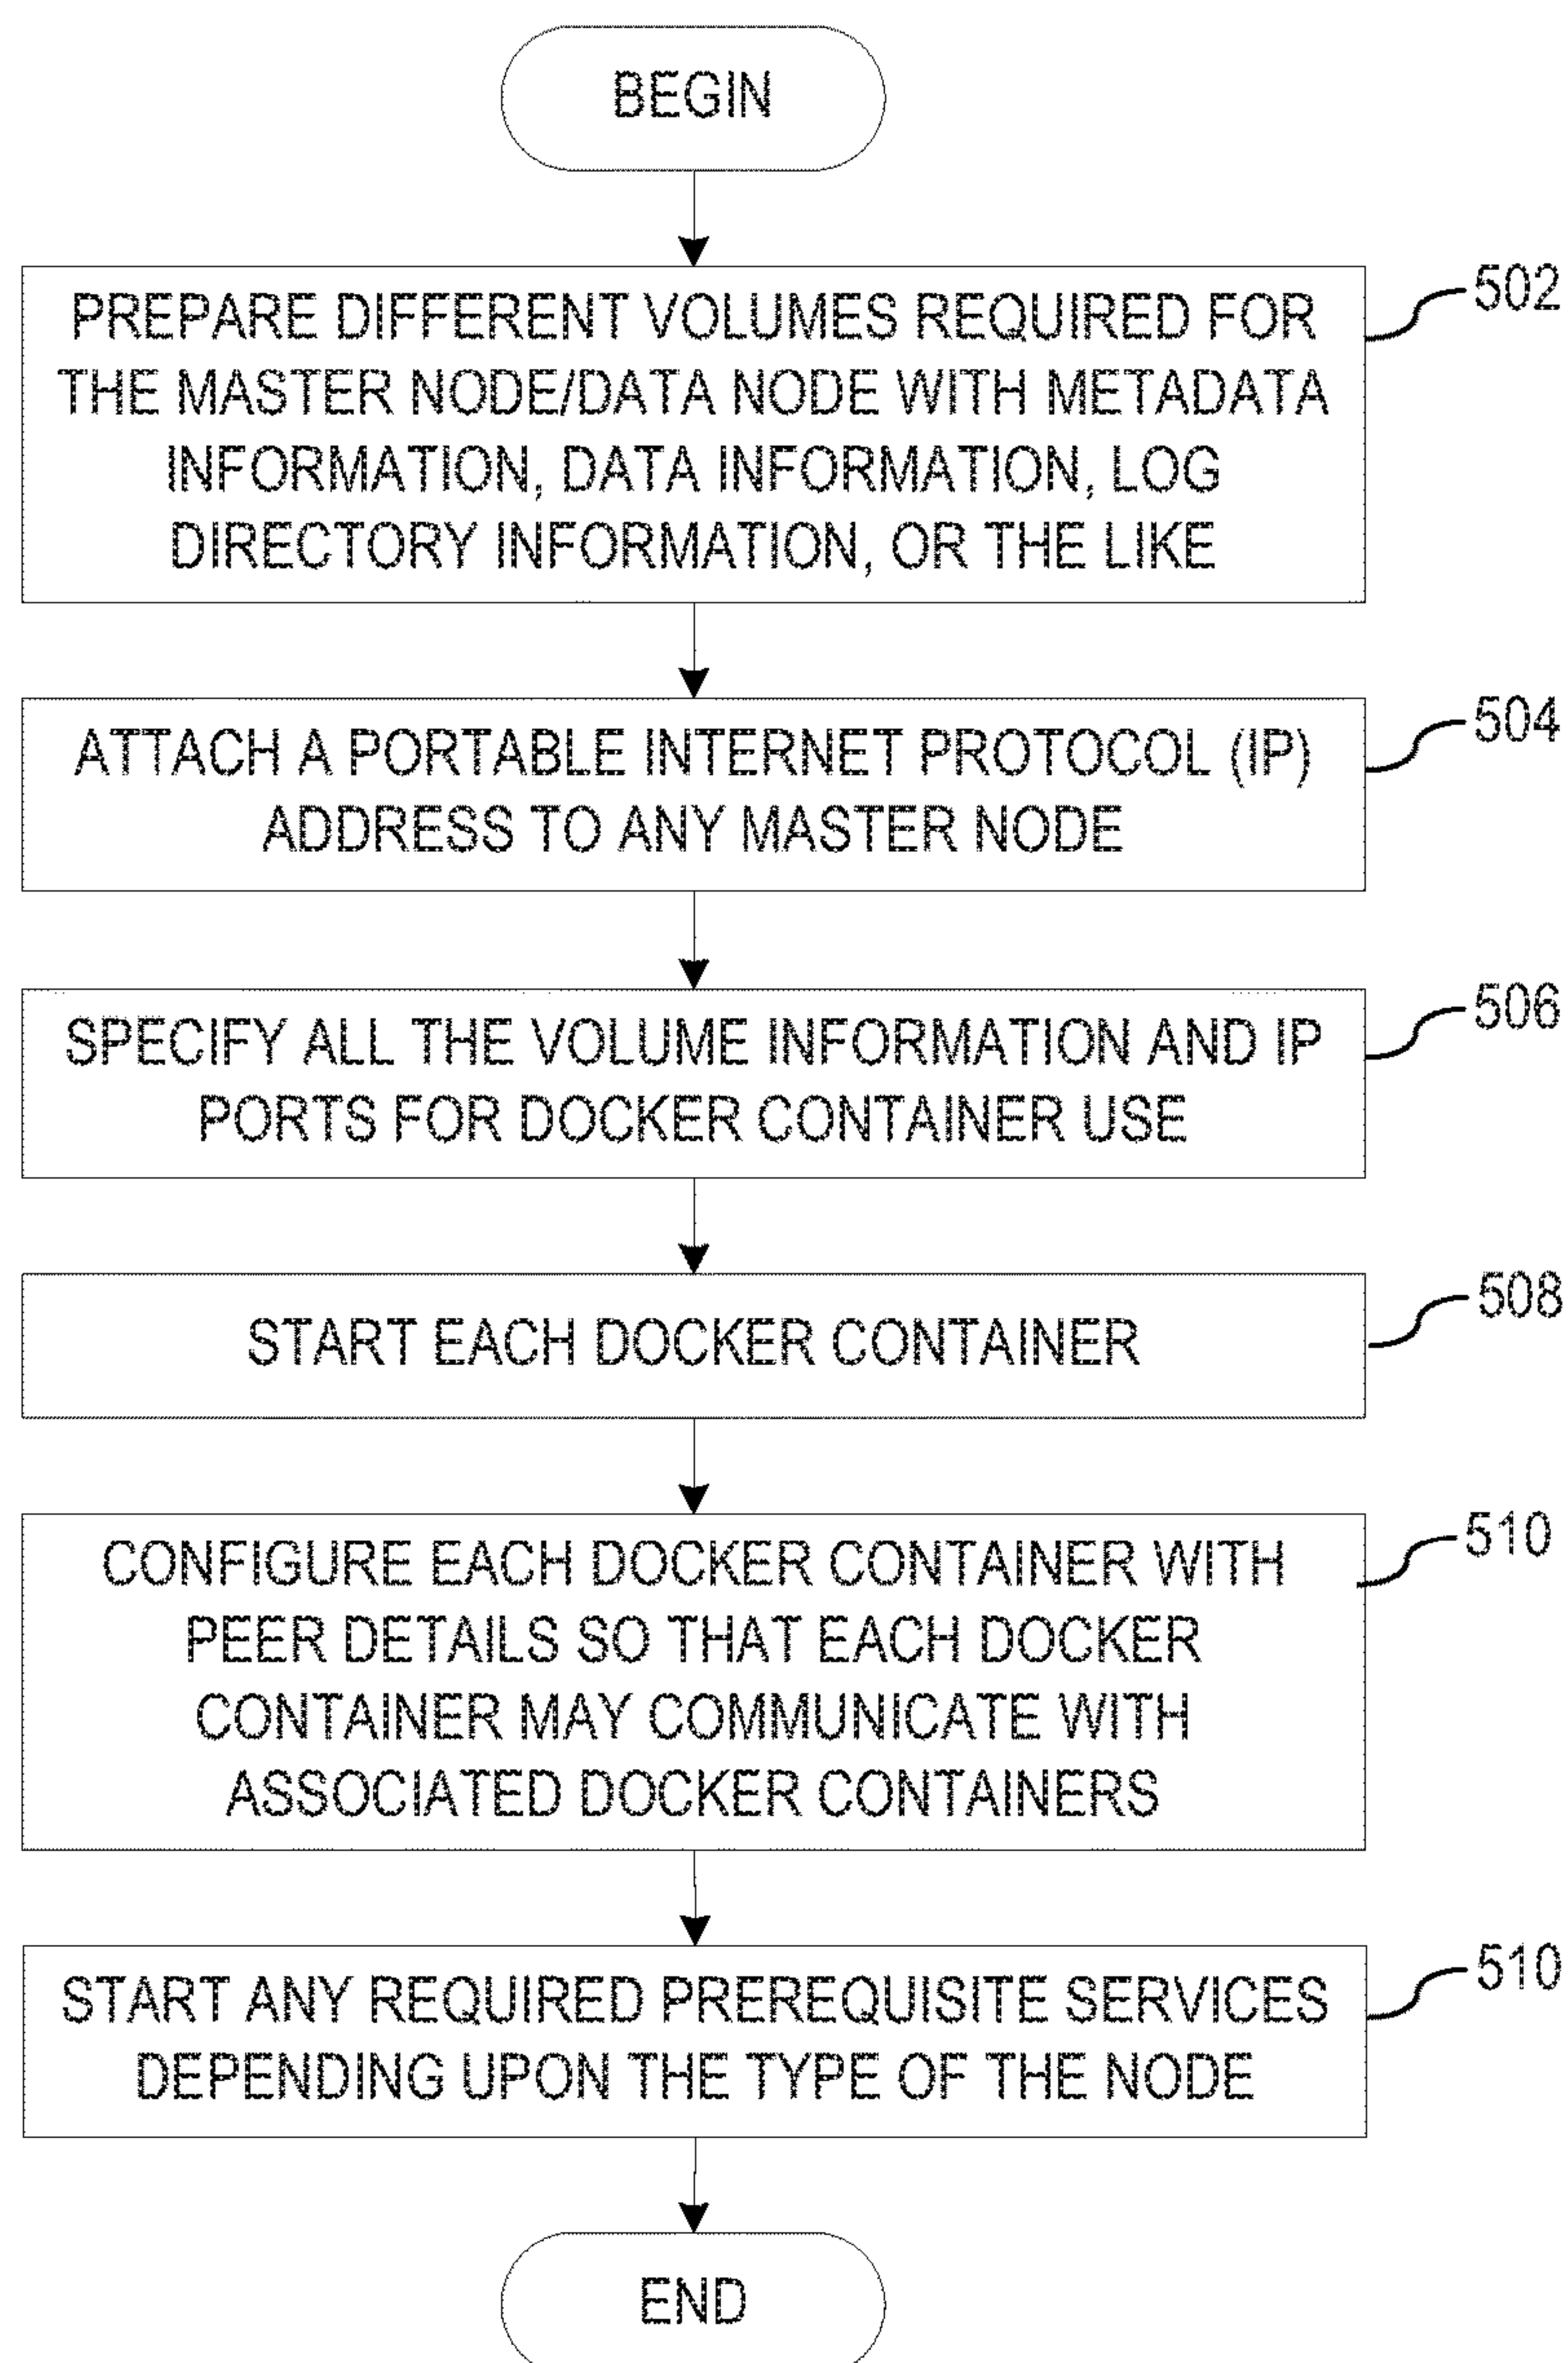 BEGIN
PREPARE DIFFERENT VOLUMES REQUIRED FOR
THE MASTER NODE/DATA NODE WITH METADATA
INFORMATION, DATA INFORMATION, LOG
DIRECTORY INFORMATION, OR THE LIKE
502
ATTACH A PORTABLE INTERNET PROTOCOL (IP)
ADDRESS TO ANY MASTER NODE
504
SPECIFY ALL THE VOLUME INFORMATION AND IP
PORTS FOR DOCKER CONTAINER USE
506
START EACH DOCKER CONTAINER
508
CONFIGURE EACH DOCKER CONTAINER WITH
PEER DETAILS SO THAT EACH DOCKER
CONTAINER MAY COMMUNICATE WITH
ASSOCIATED DOCKER CONTAINERS
510
START ANY REQUIRED PREREQUISITE SERVICES
DEPENDING UPON THE TYPE OF THE NODE
510
END